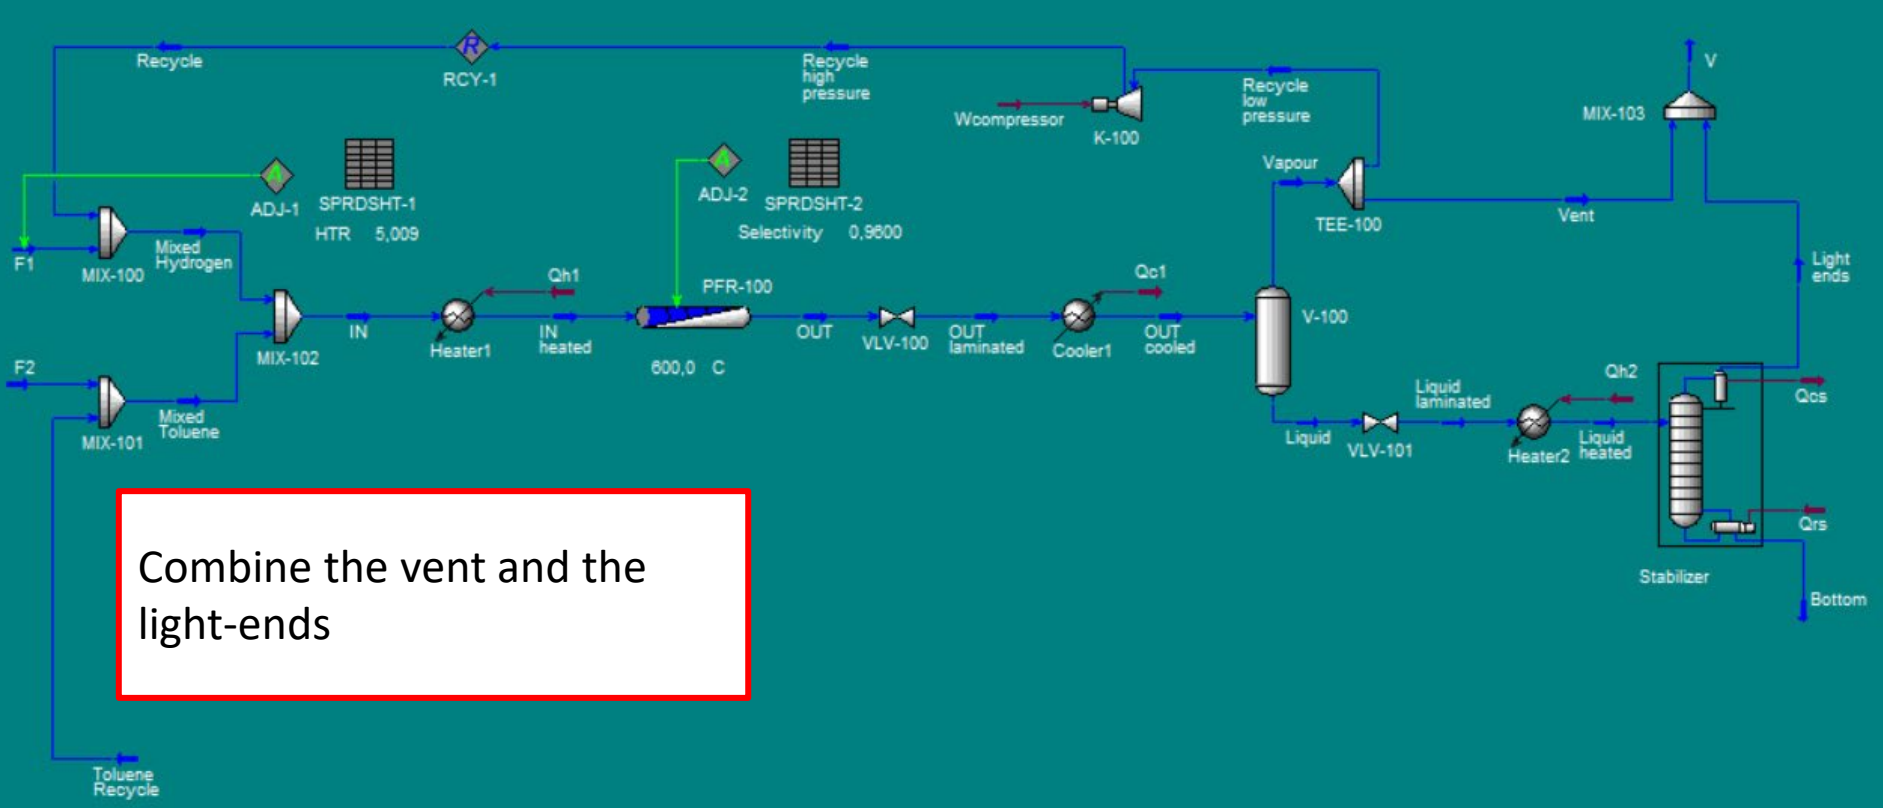 Recycle
RCY-1
Recycle
high
pressure
Wcompressor
K-100
Recycle
low
pressure
V
MIX-103
ADJ-1
SPRDSHT-1
HTR 5,009
ADJ-2
SPRDSHT-2
Selectivity 0,9600
Vapour
TEE-100
Vent
Light
ends
F1
MIX-100
Mixed
Hydrogen
Qh1
PFR-100
Qc1
V-100
MIX-102
IN
Heater1
IN
heated
600,0 C
OUT
VLV-100
OUT
laminated
Cooler1
OUT
cooled
F2
MIX-101
Mixed
Toluene
Liquid
VLV-101
Liquid
laminated
Qh2
Heater2
Liquid
heated
Qcs
Qrs
Stabilizer
Bottom
Combine the vent and the
light-ends
Toluene
Recycle